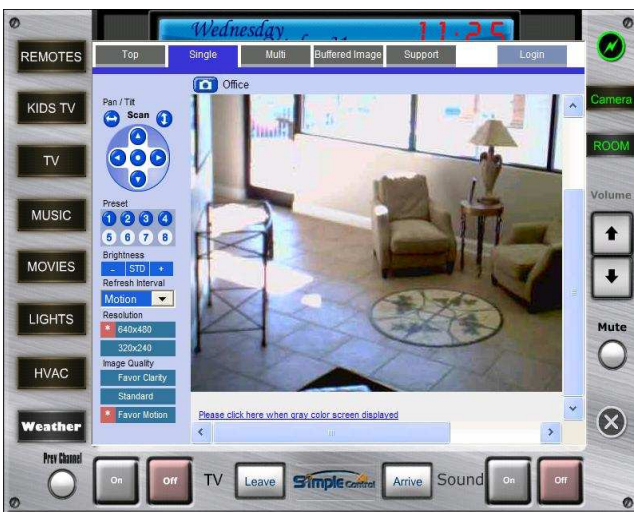 Wednesday
11:25
REMOTES
KIDS TV
TV
MUSIC
MOVIES
LIGHTS
HVAC
Weather
Prev Channel
Top
Single
Multi
Buffered Image
Support
Login
Office
Pan / Tilt
Scan
Preset
1 2 3 4
5 6 7 8
Brightness
- STD +
Refresh Interval
Motion
Resolution
* 640x480
320x240
Image Quality
Favor Clarity
Standard
* Favor Motion
Please click here when gray color screen displayed
Camera
ROOM
Volume
Mute
On
Off
TV
Leave
Simple Control
Arrive
Sound
On
Off